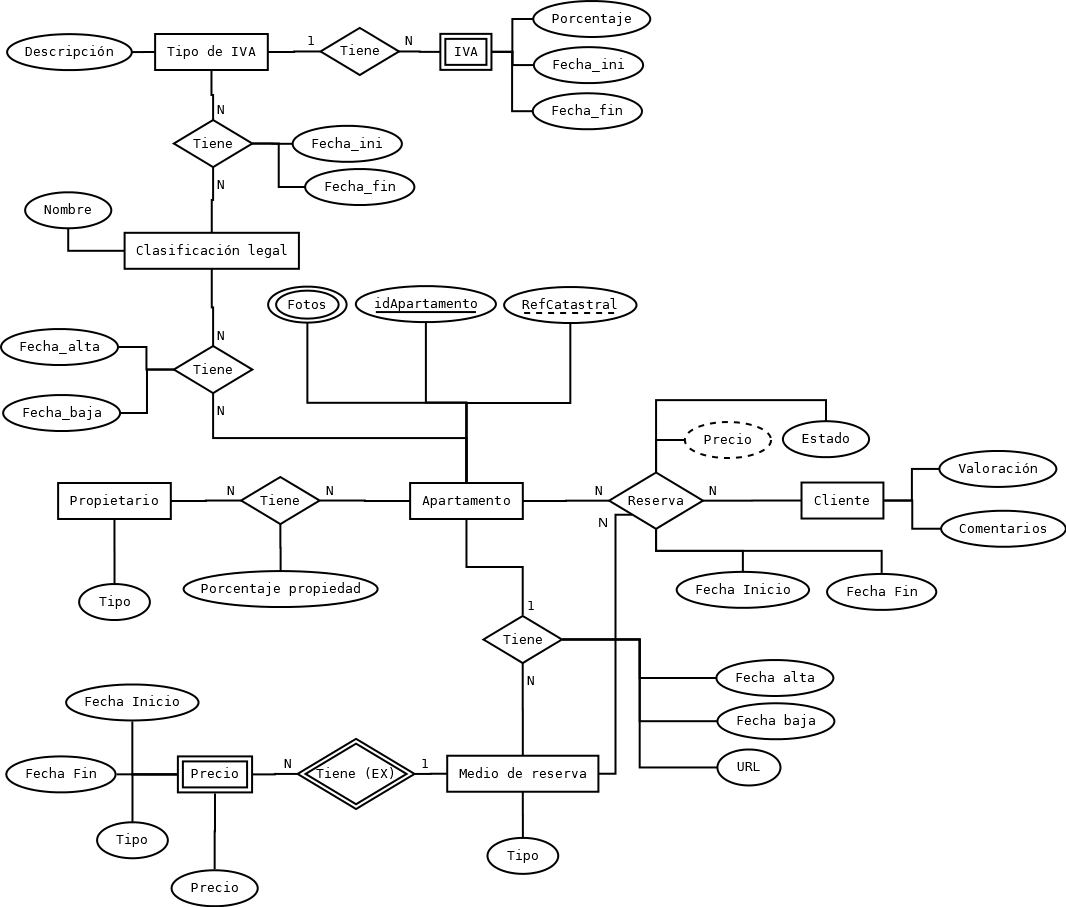 Porcentaje
Descripción
Tipo de IVA
1
Tiene
N
IVA
Fecha_ini
Fecha_fin
N
Tiene
Fecha_ini
N
Fecha_fin
Nombre
Clasificación legal
Fotos
idApartamento
RefCatastral
N
Fecha_alta
Tiene
Fecha_baja
N
Precio
Estado
Valoración
Propietario
N
Tiene
N
Apartamento
N
Reserva
N
Cliente
N
Comentarios
Porcentaje propiedad
Fecha Inicio
Fecha Fin
Tipo
1
Tiene
N
Fecha alta
Fecha baja
URL
Fecha Inicio
Fecha Fin
Precio
N
Tiene (EX)
1
Medio de reserva
Tipo
Tipo
Precio